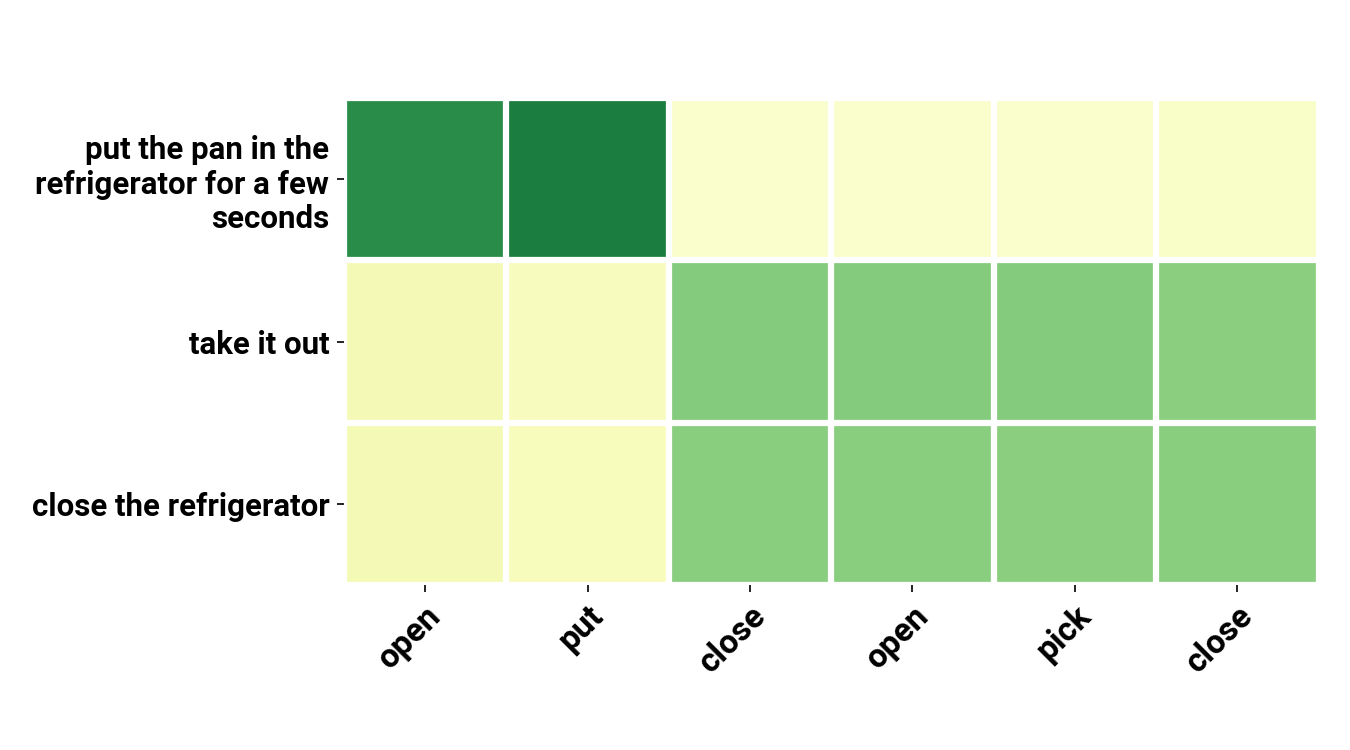 put the pan in the
refrigerator for a few
seconds
take it out
close the refrigerator
open
put
close
open
pick
close